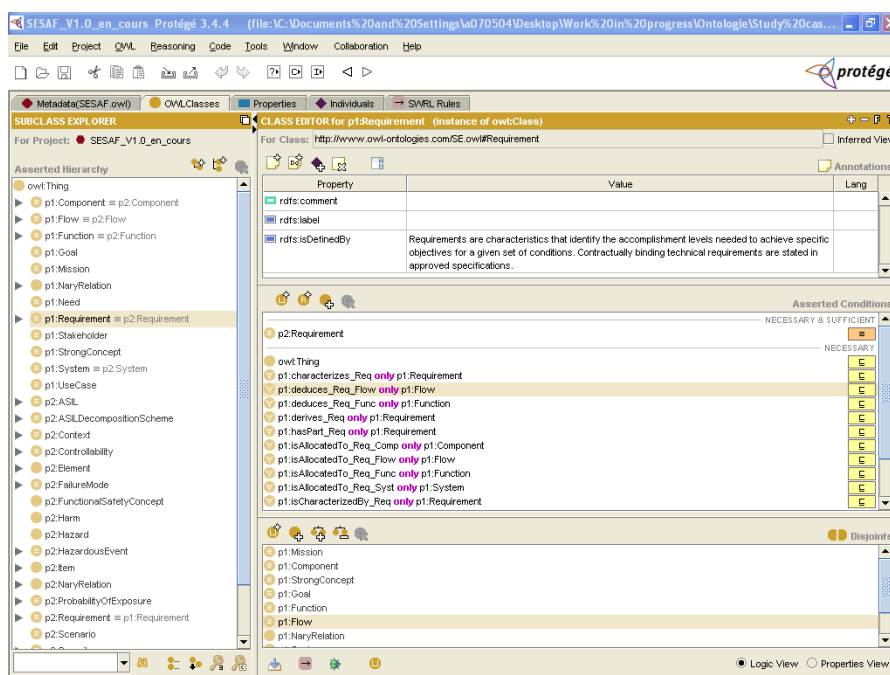 SESAF_V1.0_en_cours Protégé 3.4.4 (file:\C:\Documents%20and%20Settings\a070504\Desktop\Work%20in%20progress\Ontologie\Study%20cas...
File Edit Project OWL Reasoning Code Tools Window Collaboration Help
protégé
Metadata(SESAF.owl) OWLClasses Properties Individuals SWRL Rules
SUBCLASS EXPLORER
For Project: SESAF_V1.0_en_cours
Asserted Hierarchy
owl:Thing
p1:Component ≡ p2:Component
p1:Flow ≡ p2:Flow
p1:Function ≡ p2:Function
p1:Goal
p1:Mission
p1:NaryRelation
p1:Need
p1:Requirement ≡ p2:Requirement
p1:Stakeholder
p1:StrongConcept
p1:System ≡ p2:System
p1:UseCase
p2:ASIL
p2:ASILDecompositionScheme
p2:Context
p2:Controllability
p2:Element
p2:FailureMode
p2:FunctionalSafetyConcept
p2:Harm
p2:Hazard
p2:HazardousEvent
p2:Item
p2:NaryRelation
p2:ProbabilityOfExposure
p2:Requirement ≡ p1:Requirement
p2:Scenario
CLASS EDITOR for p1:Requirement (instance of owl:Class)
For Class: http://www.owl-ontologies.com/SE.owl#Requirement
Inferred View
Annotations
Property Value Lang
rdfs:comment
rdfs:label
rdfs:isDefinedBy
Requirements are characteristics that identify the accomplishment levels needed to achieve specific
objectives for a given set of conditions. Contractually binding technical requirements are stated in
approved specifications.
Asserted Conditions
NECESSARY & SUFFICIENT
p2:Requirement ≡
NECESSARY
owl:Thing ⊑
p1:characterizes_Req only p1:Requirement ⊑
p1:deduces_Req_Flow only p1:Flow ⊑
p1:deduces_Req_Func only p1:Function ⊑
p1:derives_Req only p1:Requirement ⊑
p1:hasPart_Req only p1:Requirement ⊑
p1:isAllocatedTo_Req_Comp only p1:Component ⊑
p1:isAllocatedTo_Req_Flow only p1:Flow ⊑
p1:isAllocatedTo_Req_Func only p1:Function ⊑
p1:isAllocatedTo_Req_Syst only p1:System ⊑
p1:isCharacterizedBy_Req only p1:Requirement ⊑
Disjoints
p1:Mission
p1:Component
p1:StrongConcept
p1:Goal
p1:Function
p1:Flow
p1:NaryRelation
Logic View Properties View